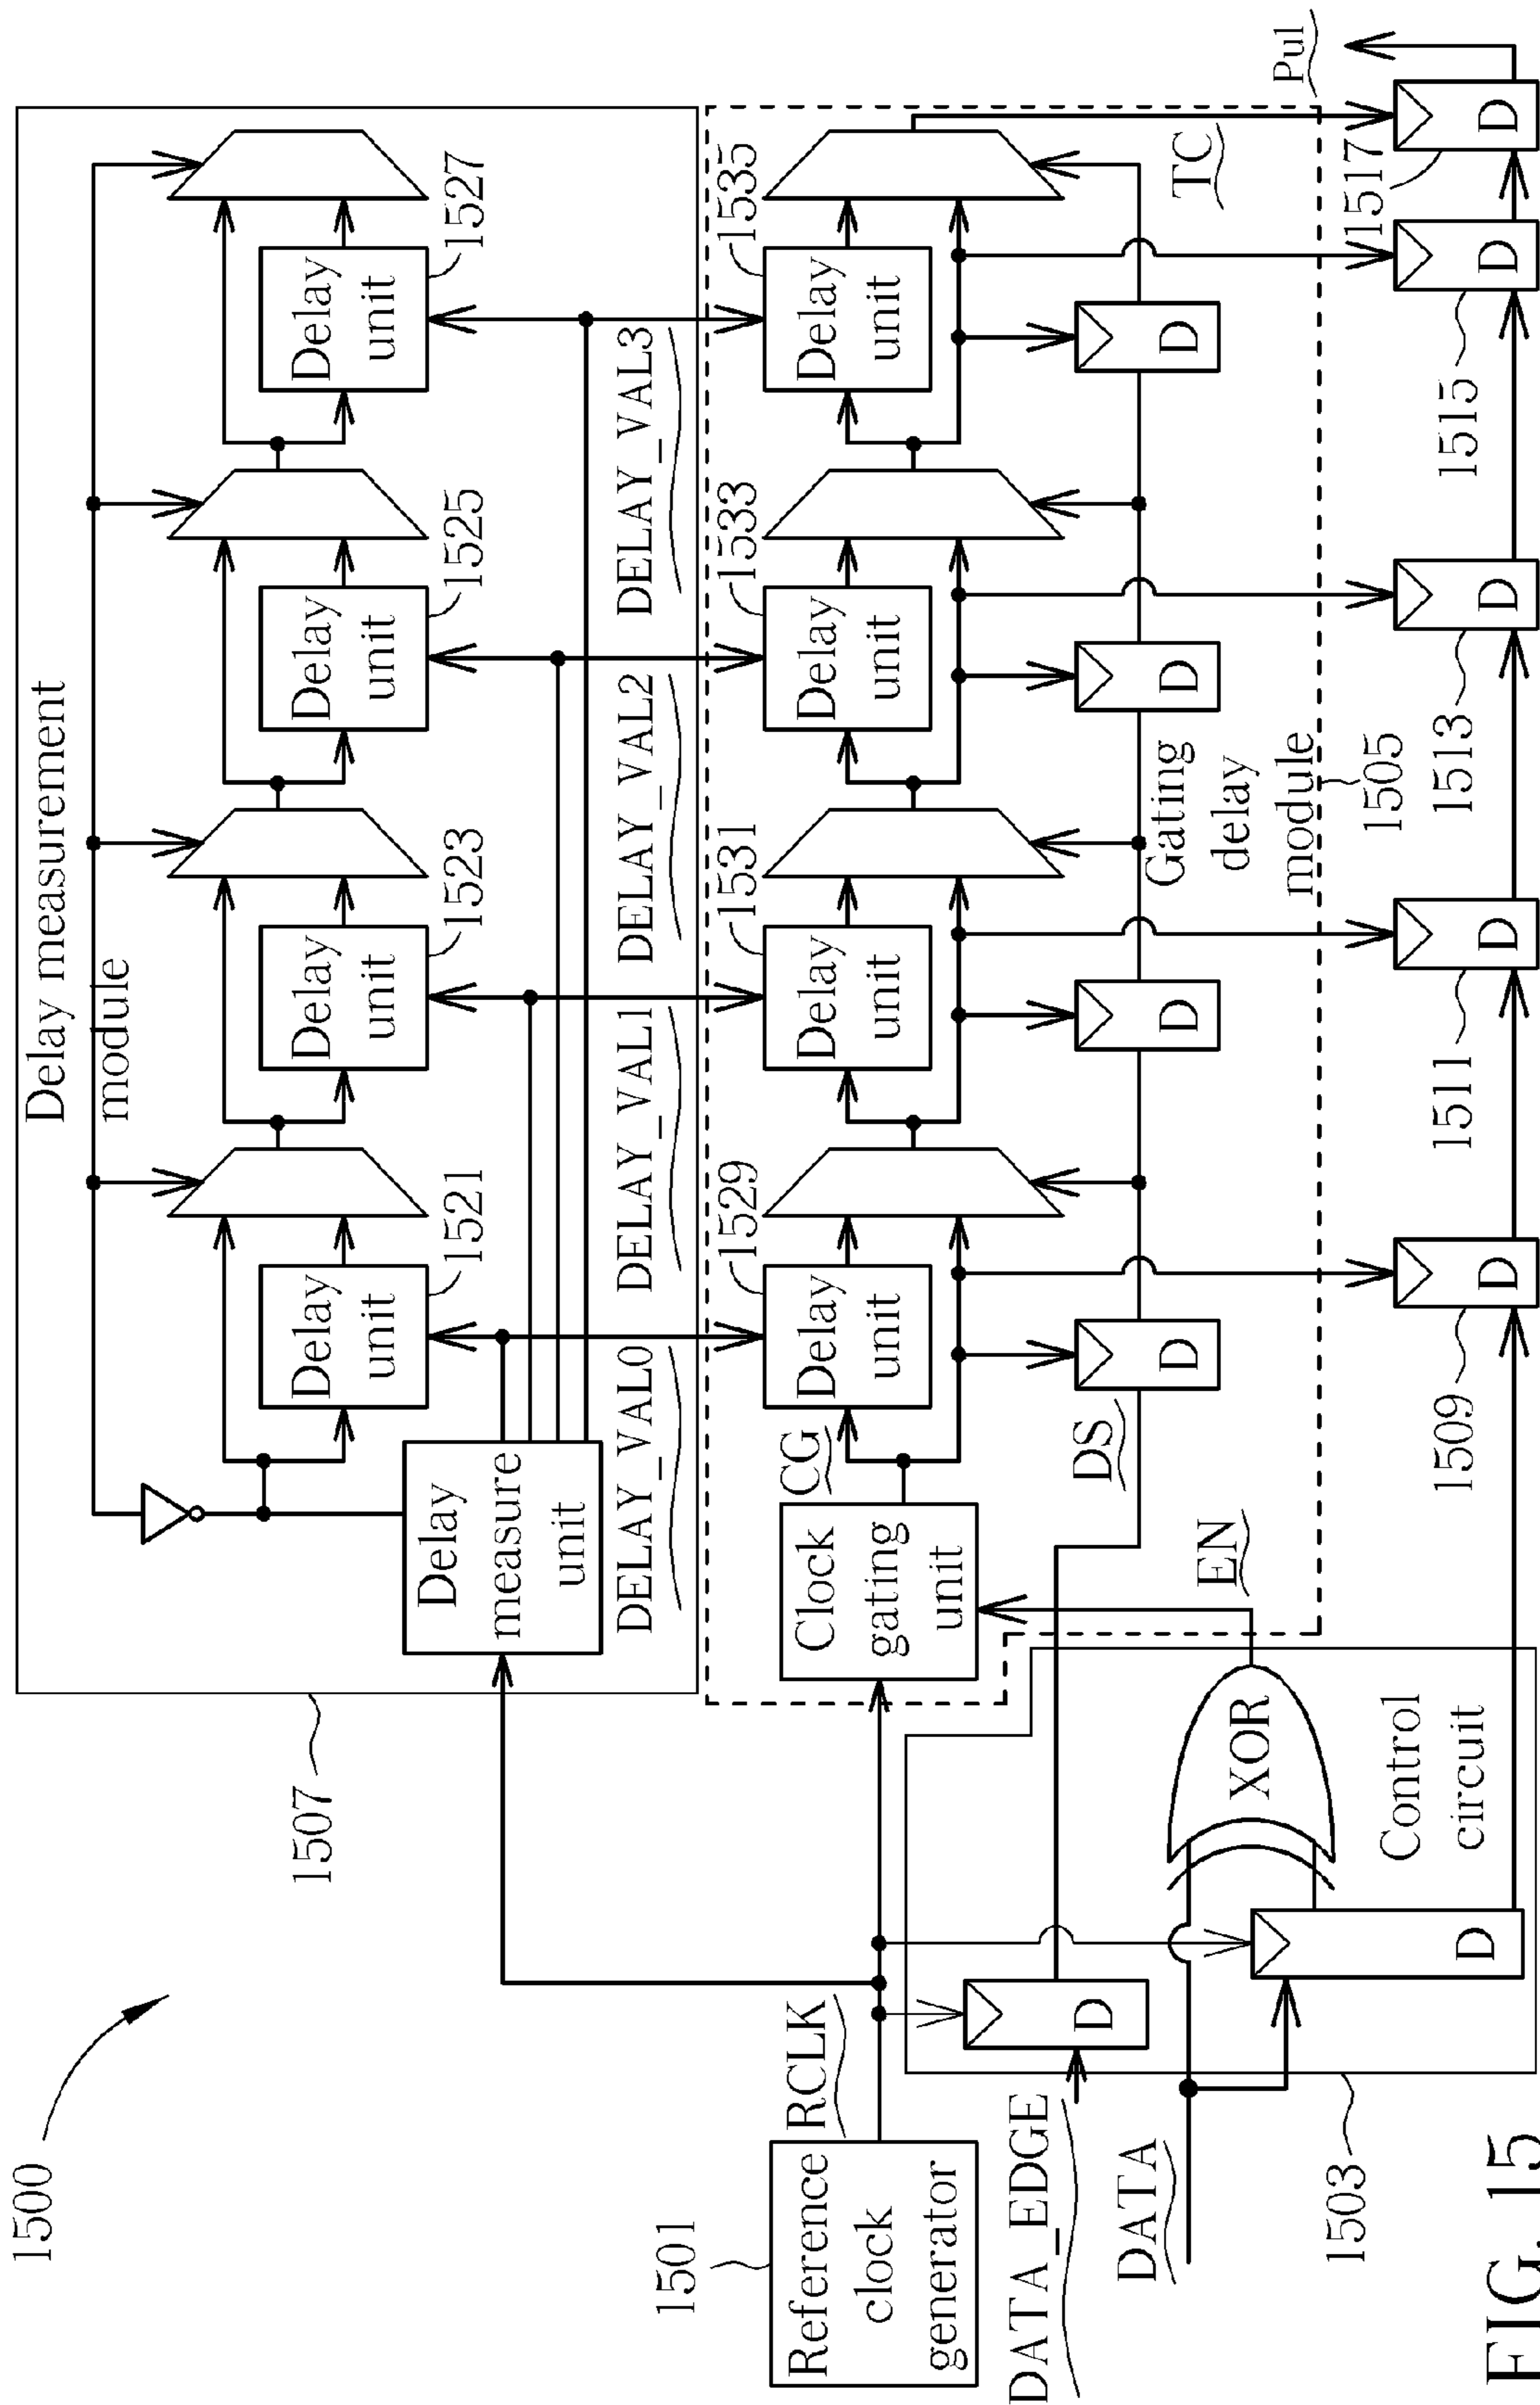 1500
Delay measurement
module
1507
Delay
unit
1521
Delay
unit
1523
Delay
unit
1525
Delay
unit
1527
Delay
measure
unit
DELAY_VAL0
DELAY_VAL1
DELAY_VAL2
DELAY_VAL3
1501
Reference
clock
generator
RCLK
Clock
gating
unit
CG
Delay
unit
1529
Delay
unit
1531
Delay
unit
1533
Delay
unit
1535
DATA_EDGE
D
DS
D
D
D
D
TC
Pul
DATA
XOR
EN
Gating
delay
module
1505
Control
circuit
1503
D
1509
D
1511
D
1513
D
1515
D
1517
D
FIG. 15